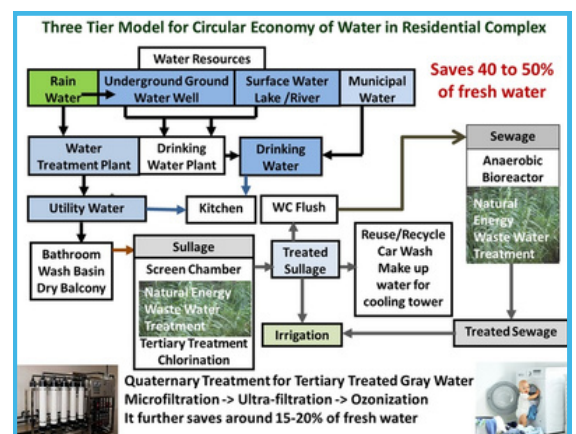 Three Tier Model for Circular Economy of Water in Residential Complex
Water Resources
Rain
Water
Underground Ground
Water Well
Surface Water
Lake /River
Municipal
Water
Saves 40 to 50%
of fresh water
Water
Treatment Plant
Drinking
Water Plant
Drinking
Water
Sewage
Anaerobic
Bioreactor
Natural
Energy
Waste Water
Treatment
Utility Water
Kitchen
WC Flush
Bathroom
Wash Basin
Dry Balcony
Sullage
Screen Chamber
Natural Energy
Waste Water
Treatment
Tertiary Treatment
Chlorination
Treated
Sullage
Reuse/Recycle
Car Wash
Make up
water for
cooling tower
Irrigation
Treated Sewage
Quaternary Treatment for Tertiary Treated Gray Water
Microfiltration -> Ultra-filtration -> Ozonization
It further saves around 15-20% of fresh water